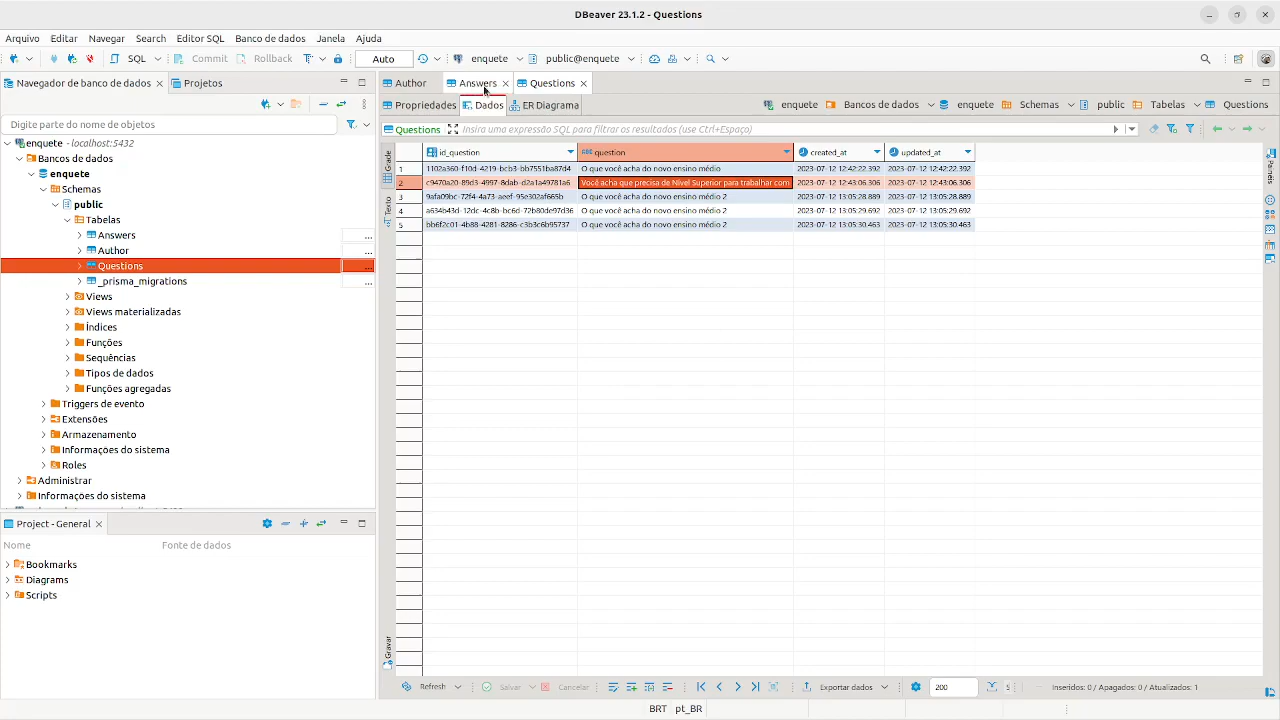 DBeaver 23.1.2 - Questions
Arquivo Editar Navegar Search Editor SQL Banco de dados Janela Ajuda
SQL Commit Rollback Auto enquete public@enquete
Navegador de banco de dados Projetos
Digite parte do nome de objetos
enquete - localhost:5432
Bancos de dados
enquete
Schemas
public
Tabelas
Answers ...
Author ...
Questions ...
_prisma_migrations ...
Views
Views materializadas
Índices
Funções
Sequências
Tipos de dados
Funções agregadas
Triggers de evento
Extensões
Armazenamento
Informações do sistema
Roles
Administrar
Informações do sistema
Project - General
Nome Fonte de dados
Bookmarks
Diagrams
Scripts
Author Answers Questions
Propriedades Dados ER Diagrama enquete Bancos de dados enquete Schemas public Tabelas Questions
Questions Insira uma expressão SQL para filtrar os resultados (use Ctrl+Espaço)
Grade
Texto
Gravar
id_question question created_at updated_at
1 1102a360-f10d-4219-bcb3-bb7551ba87d4 O que você acha do novo ensino médio 2023-07-12 12:42:22.392 2023-07-12 12:42:22.392
2 c9470a20-89d3-4997-8dab-d2a1a49781a6 Você acha que precisa de Nível Superior para trabalhar com 2023-07-12 12:43:06.306 2023-07-12 12:43:06.306
3 9afa09bc-72f4-4a73-aeef-95e302af665b O que você acha do novo ensino médio 2 2023-07-12 13:05:28.889 2023-07-12 13:05:28.889
4 a634b43d-12dc-4c8b-bc6d-72b80de97d36 O que você acha do novo ensino médio 2 2023-07-12 13:05:29.692 2023-07-12 13:05:29.692
5 bb6f2c01-4b88-4281-8286-c3b3c6b95737 O que você acha do novo ensino médio 2 2023-07-12 13:05:30.463 2023-07-12 13:05:30.463
Painéis
Refresh Salvar Cancelar Exportar dados 200 5 Inseridos: 0 / Apagados: 0 / Atualizados: 1
BRT pt_BR